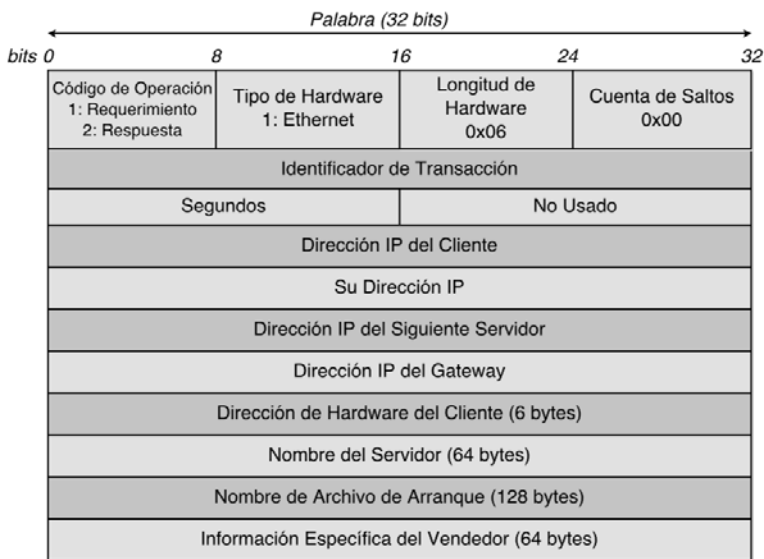 Palabra (32 bits)
bits 0 8 16 24 32
Código de Operación
1: Requerimiento
2: Respuesta
Tipo de Hardware
1: Ethernet
Longitud de
Hardware
0x06
Cuenta de Saltos
0x00
Identificador de Transacción
Segundos
No Usado
Dirección IP del Cliente
Su Dirección IP
Dirección IP del Siguiente Servidor
Dirección IP del Gateway
Dirección de Hardware del Cliente (6 bytes)
Nombre del Servidor (64 bytes)
Nombre de Archivo de Arranque (128 bytes)
Información Específica del Vendedor (64 bytes)